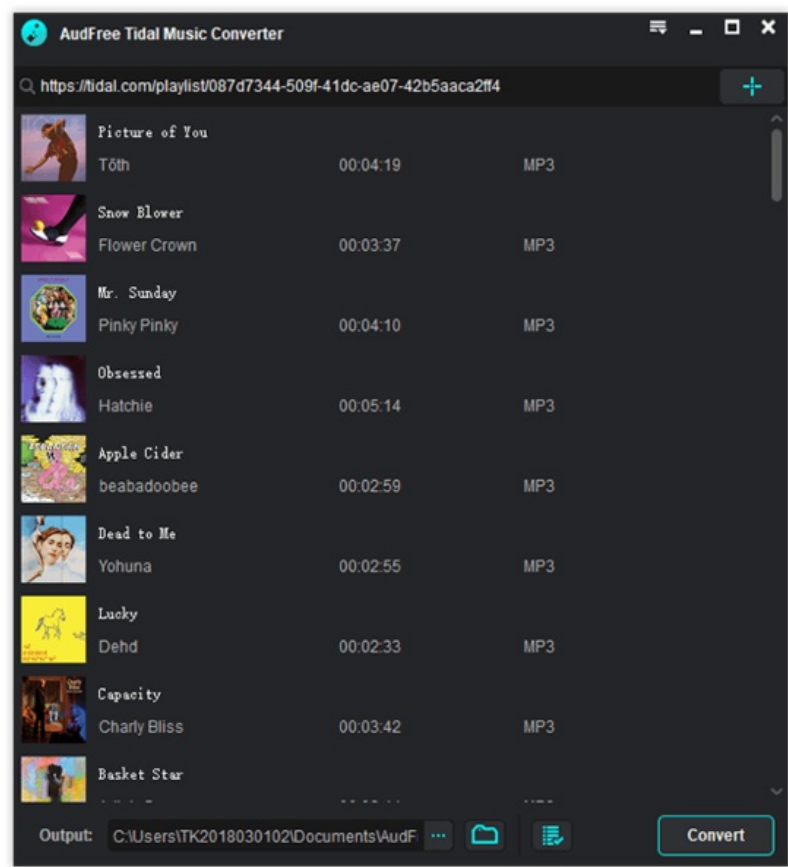 AudFree Tidal Music Converter
https://tidal.com/playlist/087d7344-509f-41dc-ae07-42b5aaca2ff4
Picture of You
Tōth 00:04:19 MP3
Snow Blower
Flower Crown 00:03:37 MP3
Mr. Sunday
Pinky Pinky 00:04:10 MP3
Obsessed
Hatchie 00:05:14 MP3
Apple Cider
beabadoobee 00:02:59 MP3
Dead to Me
Yohuna 00:02:55 MP3
Lucky
Dehd 00:02:33 MP3
Capacity
Charly Bliss 00:03:42 MP3
Basket Star
Output: C:\Users\TK2018030102\Documents\AudF ... Convert